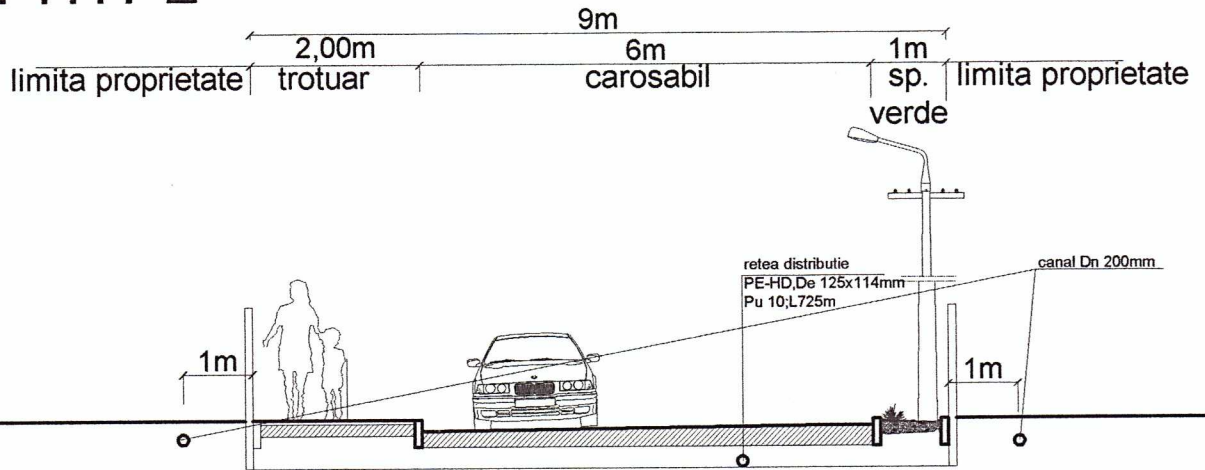 9m
2,00m
6m
1m
limita proprietate
trotuar
carosabil
sp.
verde
limita proprietate
retea distributie
PE-HD,De 125x114mm
Pu 10;L725m
canal Dn 200mm
1m
1m